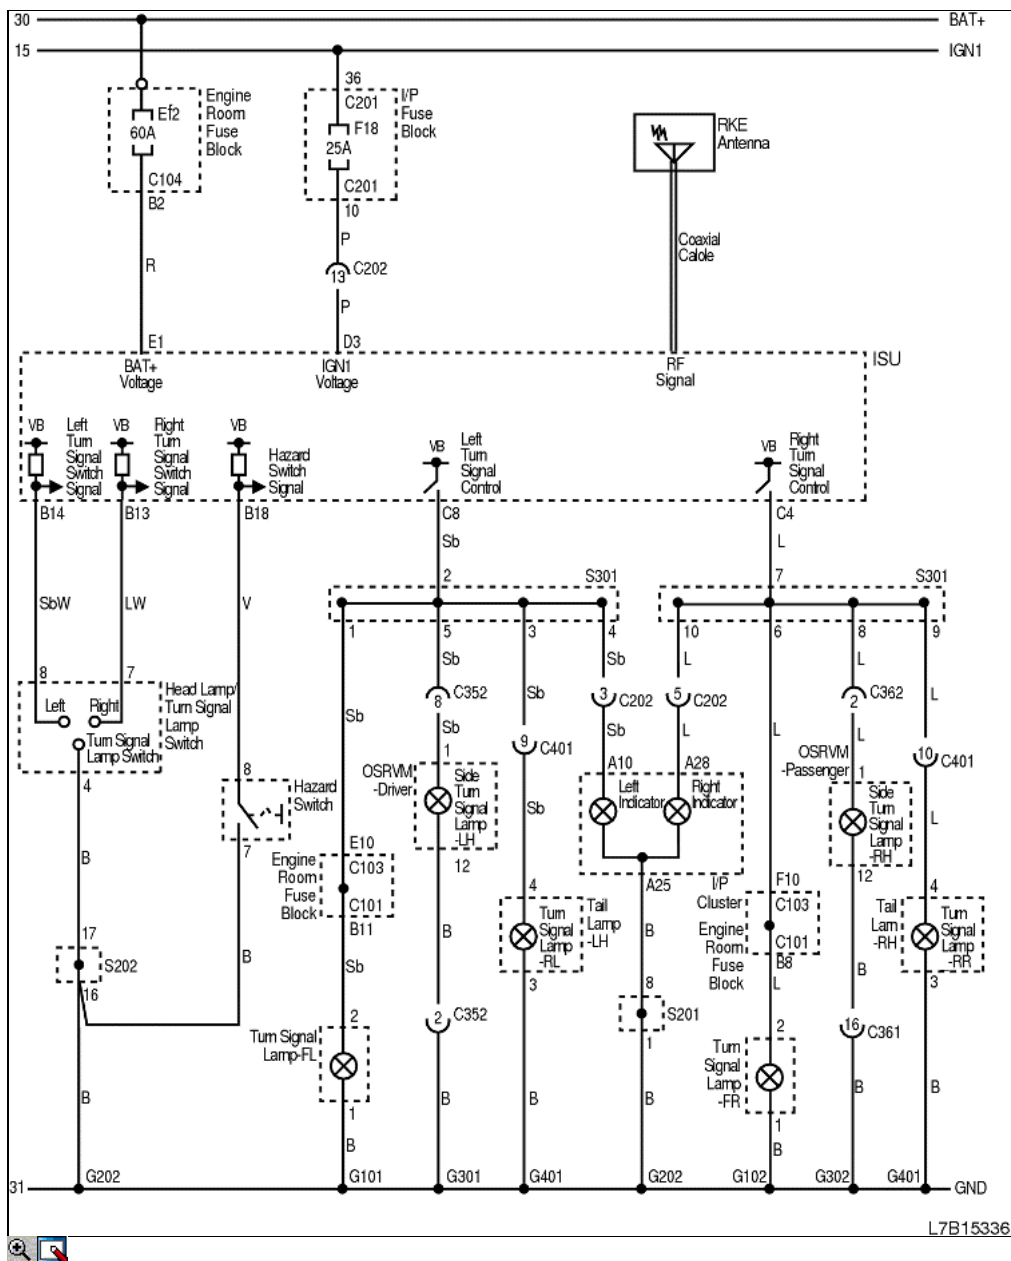 30
BAT+
15
IGN1
Ef2
60A
C104
B2
Engine
Room
Fuse
Block
36
C201
F18
25A
C201
10
I/P
Fuse
Block
RKE
Antenna
P
13
C202
P
Coaxial
Calole
R
E1
D3
BAT+
Voltage
IGN1
Voltage
RF
Signal
ISU
VB
Left
Turn
Signal
Switch
Signal
VB
Right
Turn
Signal
Switch
Signal
VB
Hazard
Switch
Signal
VB
Left
Turn
Signal
Control
VB
Right
Turn
Signal
Control
B14
B13
B18
C8
C4
Sb
L
2
S301
7
S301
SbW
LW
V
1
5
3
4
10
6
8
9
Sb
Sb
L
L
8
7
Head Lamp/
Turn Signal
Lamp
Switch
Left
Right
Turn Signal
Lamp Switch
4
C352
8
Sb
3
C202
5
C202
C362
2
L
Sb
Sb
Sb
L
L
L
1
9
C401
OSRVM
-Passenger
1
10
C401
OSRVM
-Driver
Side
Turn
Signal
Lamp
-LH
12
8
Hazard
Switch
7
A10
A28
Left
Indicator
Right
Indicator
A25
I/P
Cluster
Side
Turn
Signal
Lamp
-RH
12
Sb
L
B
Engine
Room
Fuse
Block
E10
C103
C101
B11
4
Turn
Signal
Lamp
-RL
3
Tail
Lamp
-LH
F10
C103
C101
B8
Engine
Room
Fuse
Block
Tail
Lam
-RH
4
Turn
Signal
Lamp
-RR
3
17
S202
16
B
Sb
B
B
B
L
2
Turn Signal
Lamp-FL
1
2
C352
8
S201
1
2
Turn
Signal
Lamp
-FR
1
16
C361
B
B
B
B
B
B
B
B
31
G202
G101
G301
G401
G202
G102
G302
G401
GND
L7B15336